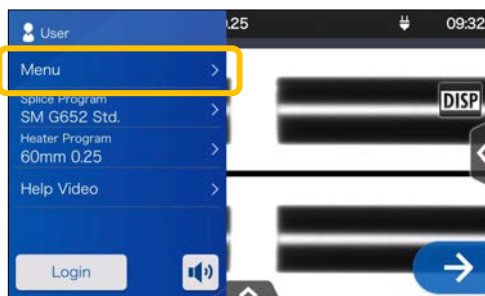 User
.25
09:32
Menu
Splice Program
SM G652 Std.
DISP
Heater Program
60mm 0.25
Help Video
Login